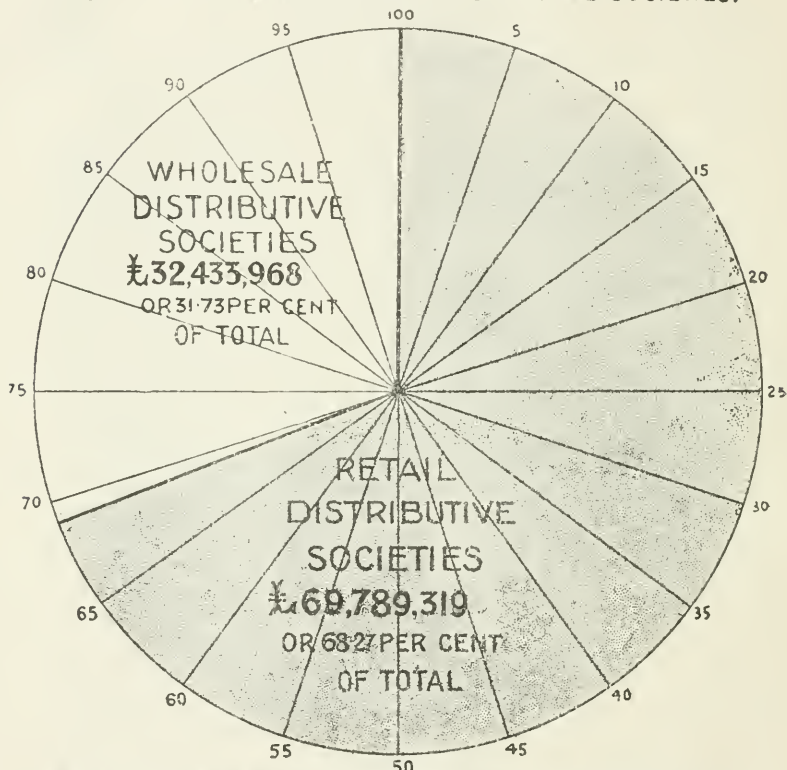 SOCIETIES.
100
95
5
90
10
85
15
WHOLESALE
DISTRIBUTIVE
SOCIETIES
£32,433,968
OR 31·73 PER CENT
OF TOTAL
80
20
75
25
70
30
RETAIL
DISTRIBUTIVE
SOCIETIES
£69,789,319
OR 68·27 PER CENT
OF TOTAL
65
35
60
40
55
45
50